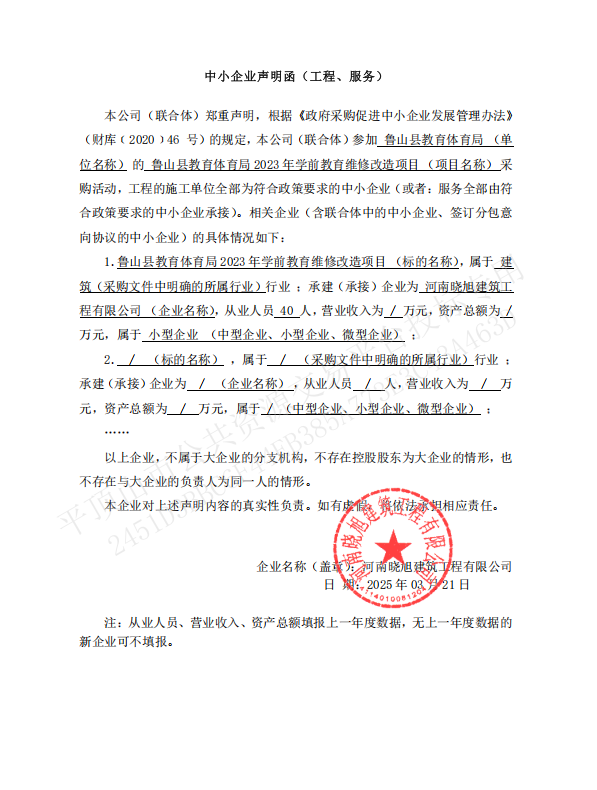 中小企业声明函（工程、服务）
本公司（联合体）郑重声明，根据《政府采购促进中小企业发展管理办法》
（财库﹝2020﹞46 号）的规定，本公司（联合体）参加 鲁山县教育体育局（单
位名称）的 鲁山县教育体育局 2023 年学前教育维修改造项目（项目名称）采
购活动，工程的施工单位全部为符合政策要求的中小企业（或者：服务全部由符
合政策要求的中小企业承接）。相关企业（含联合体中的中小企业、签订分包意
向协议的中小企业）的具体情况如下：
1.鲁山县教育体育局 2023 年学前教育维修改造项目 （标的名称），属于 建
筑（采购文件中明确的所属行业）行业 ；承建（承接）企业为 河南晓旭建筑工
程有限公司 （企业名称），从业人员 40 人，营业收入为 / 万元，资产总额为 /
万元，属于 小型企业 （中型企业、小型企业、微型企业） ；
2. / （标的名称） ，属于 / （采购文件中明确的所属行业）行业 ；
承建（承接）企业为 / （企业名称），从业人员 / 人，营业收入为 / 万
元，资产总额为 / 万元，属于 / （中型企业、小型企业、微型企业） ；
……
以上企业，不属于大企业的分支机构，不存在控股股东为大企业的情形，也
不存在与大企业的负责人为同一人的情形。
本企业对上述声明内容的真实性负责。如有虚假，将依法承担相应责任。
企业名称（盖章）：河南晓旭建筑工程有限公司
日 期：2025 年 03 月 21 日
河南晓旭建筑工程有限公司
注：从业人员、营业收入、资产总额填报上一年度数据，无上一年度数据的
新企业可不填报。